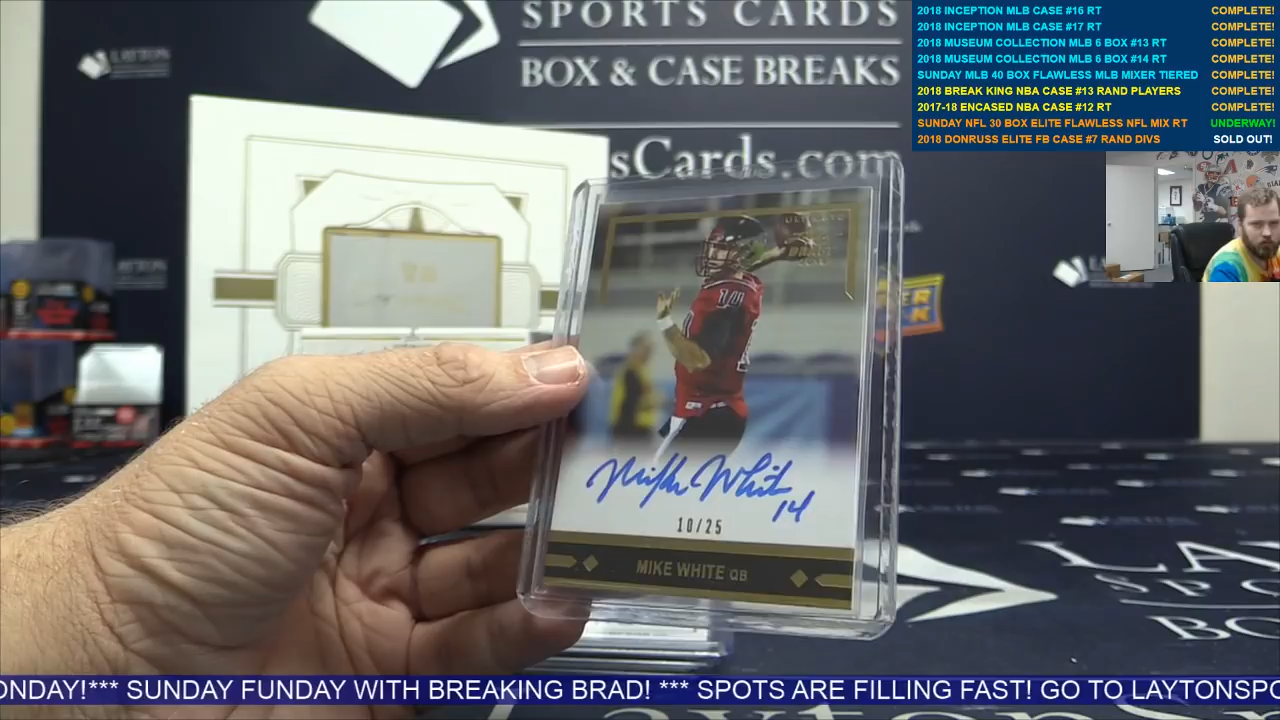 SPORTS CARDS
BOX & CASE BREAKS
sCards.com
LAYTON
2018 INCEPTION MLB CASE #16 RT COMPLETE!
2018 INCEPTION MLB CASE #17 RT COMPLETE!
2018 MUSEUM COLLECTION MLB 6 BOX #13 RT COMPLETE!
2018 MUSEUM COLLECTION MLB 6 BOX #14 RT COMPLETE!
SUNDAY MLB 40 BOX FLAWLESS MLB MIXER TIERED COMPLETE!
2018 BREAK KING NBA CASE #13 RAND PLAYERS COMPLETE!
2017-18 ENCASED NBA CASE #12 RT COMPLETE!
SUNDAY NFL 30 BOX ELITE FLAWLESS NFL MIX RT UNDERWAY!
2018 DONRUSS ELITE FB CASE #7 RAND DIVS SOLD OUT!
14
Mike White
14
10/25
MIKE WHITE QB
LAY
SPO
BO
ONDAY!*** SUNDAY FUNDAY WITH BREAKING BRAD! *** SPOTS ARE FILLING FAST! GO TO LAYTONSPO